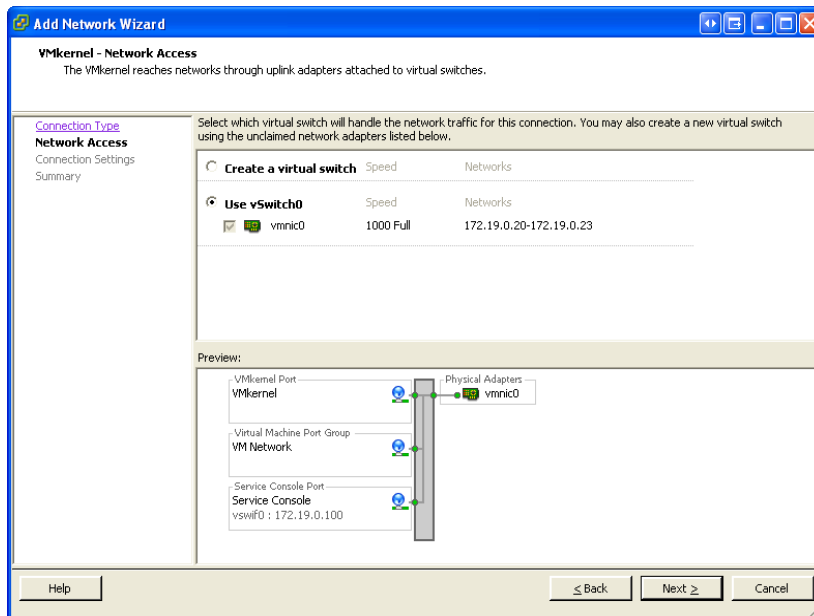 Add Network Wizard
VMkernel - Network Access
The VMkernel reaches networks through uplink adapters attached to virtual switches.
Connection Type
Network Access
Connection Settings
Summary
Select which virtual switch will handle the network traffic for this connection. You may also create a new virtual switch
using the unclaimed network adapters listed below.
Create a virtual switch Speed Networks
Use vSwitch0 Speed Networks
vmnic0 1000 Full 172.19.0.20-172.19.0.23
Preview:
VMkernel Port
VMkernel
Physical Adapters
vmnic0
Virtual Machine Port Group
VM Network
Service Console Port
Service Console
vswif0 : 172.19.0.100
Help
< Back
Next >
Cancel